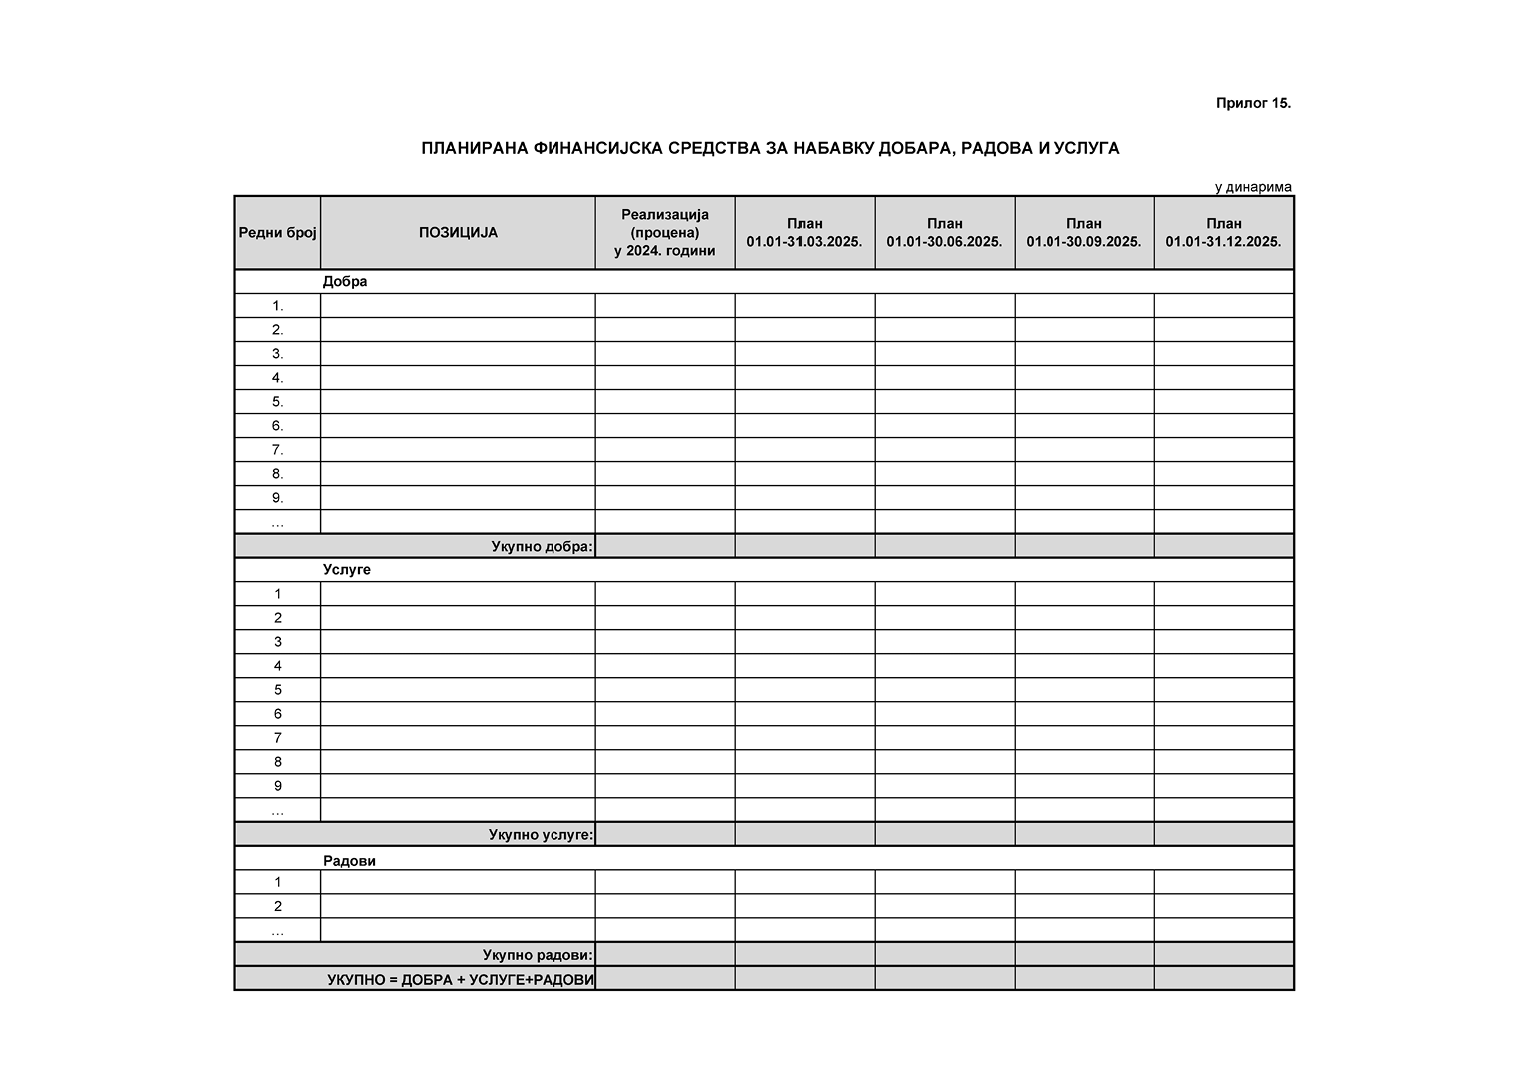 Прилог 15.
ПЛАНИРАНА ФИНАНСИЈСКА СРЕДСТВА ЗА НАБАВКУ ДОБАРА, РАДОВА И УСЛУГА
у динарима
Редни број
ПОЗИЦИЈА
Реализација
(процена)
у 2024. години
План
01.01-31.03.2025.
План
01.01-30.06.2025.
План
01.01-30.09.2025.
План
01.01-31.12.2025.
Добра
1.
2.
3.
4.
5.
6.
7.
8.
9.
...
Укупно добра:
Услуге
1
2
3
4
5
6
7
8
9
...
Укупно услуге:
Радови
1
2
...
Укупно радови:
УКУПНО = ДОБРА + УСЛУГЕ+РАДОВИ